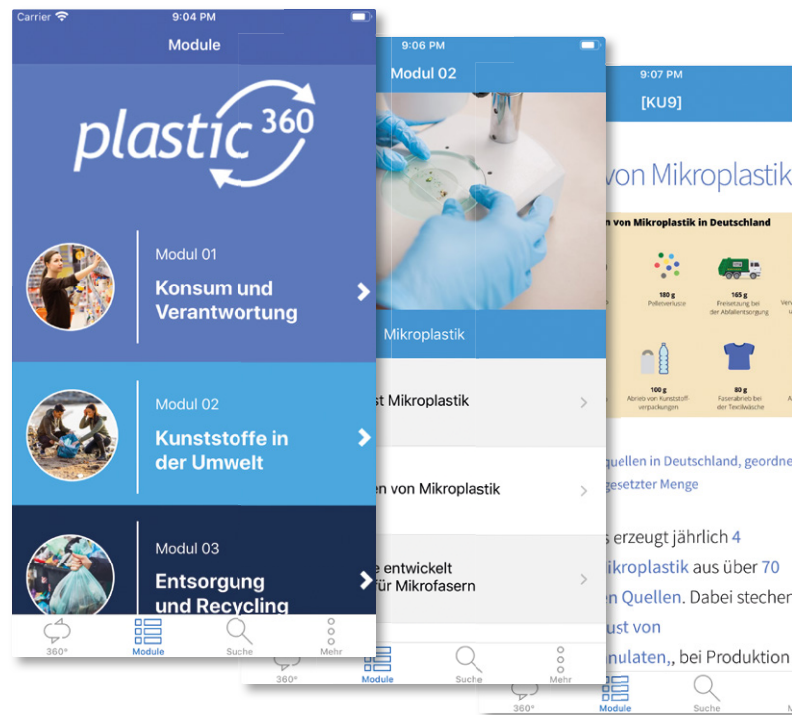 Carrier
9:04 PM
Module
plastic 360
Modul 01
Konsum und
Verantwortung
Modul 02
Kunststoffe in
der Umwelt
Modul 03
Entsorgung
und Recycling
360°
Module
Suche
Mehr
9:06 PM
Modul 02
Mikroplastik
st Mikroplastik
en von Mikroplastik
e entwickelt
für Mikrofasern
360°
Module
Suche
Mehr
9:07 PM
[KU9]
von Mikroplastik
n von Mikroplastik in Deutschland
180 g
Pelletverluste
165 g
Freisetzung bei
der Abfallentsorgung
100 g
Abrieb von Kunststoff-
verpackungen
80 g
Faserabrieb bei
der Textilwäsche
quellen in Deutschland, geordne
gesetzter Menge
s erzeugt jährlich 4
ikroplastik aus über 70
n Quellen. Dabei stechen
ust von
nulaten,, bei Produktion
360°
Module
Suche